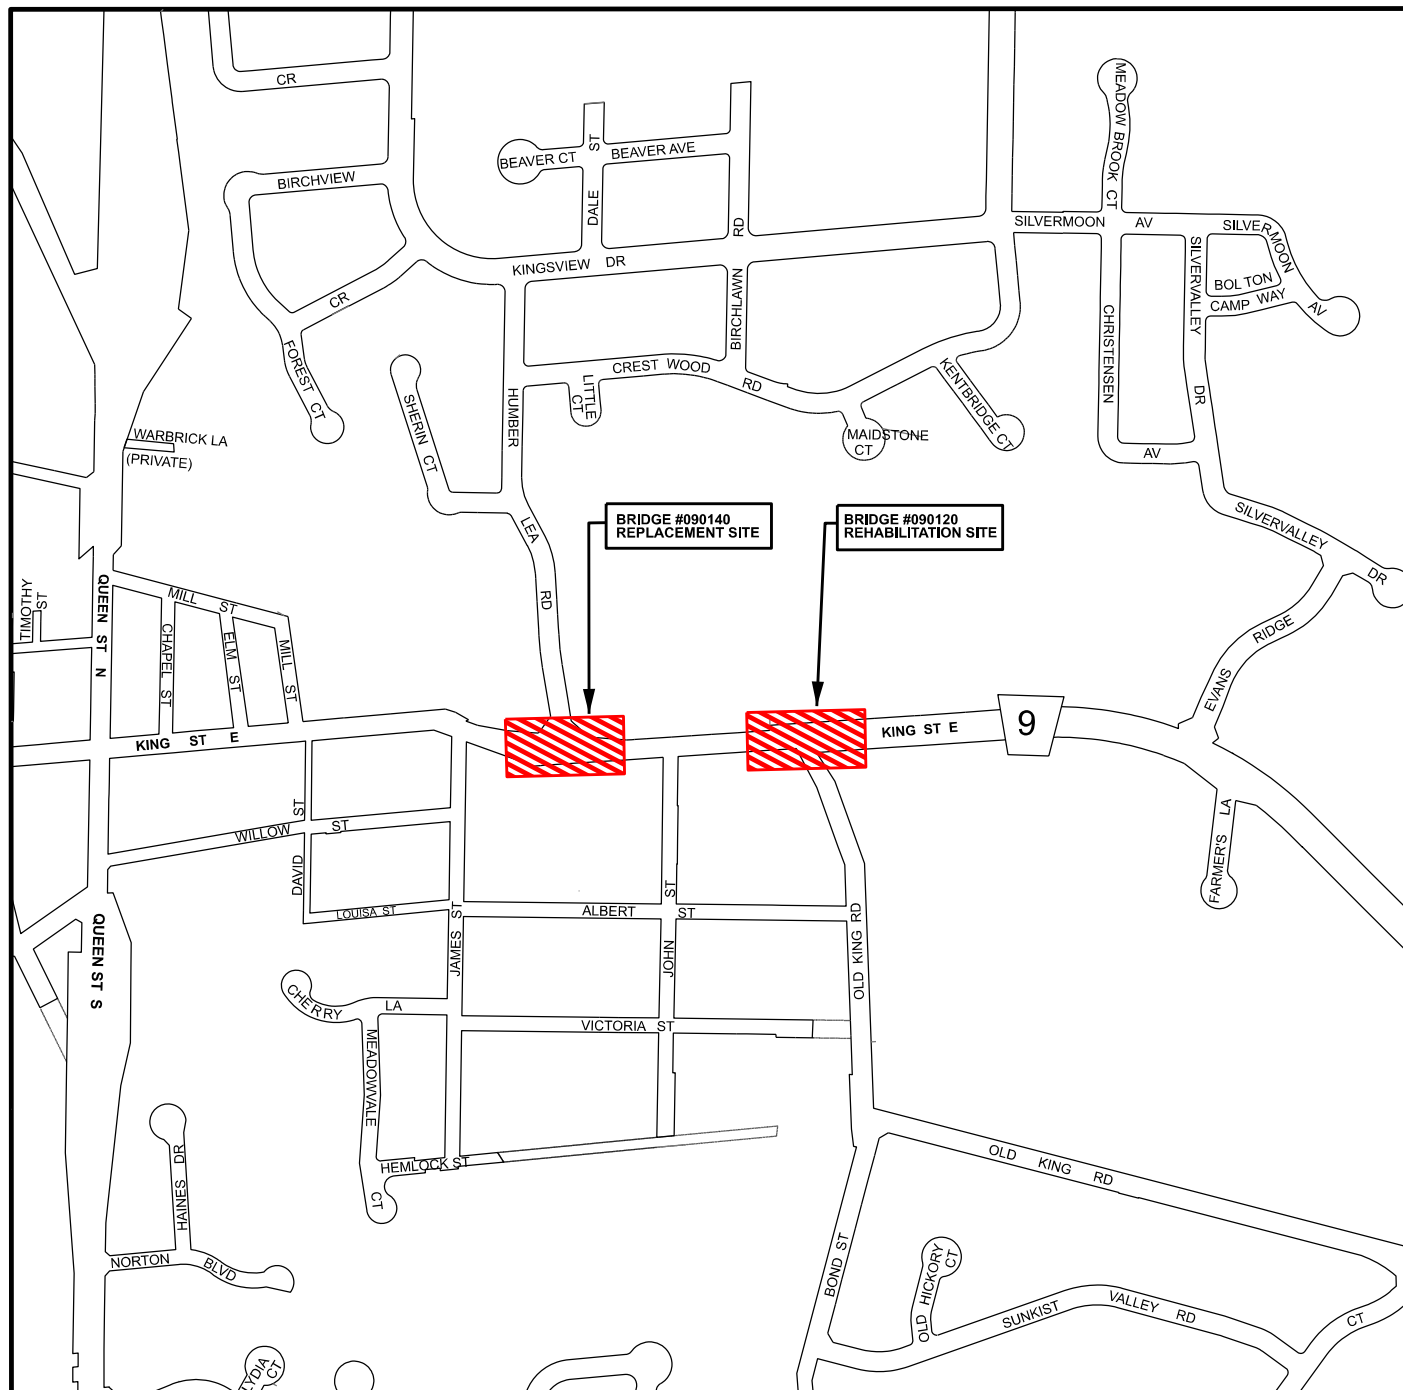 CR
MEADOW BROOK CT
BEAVER CT
ST
BEAVER AVE
BIRCHVIEW
DALE
RD
SILVERMOON AV
SILVERMOON
AV
KINGSVIEW DR
SILVERVALLEY
DR
BOLTON
CAMP WAY
CR
BIRCHLAWN
CHRISTENSEN
AV
FOREST CT
SHERIN CT
HUMBER
LEA
RD
LITTLE
CT
CREST WOOD
RD
KENTBRIDGE CT
MAIDSTONE
CT
WARBRICK LA
(PRIVATE)
BRIDGE #090140
REPLACEMENT SITE
BRIDGE #090120
REHABILITATION SITE
SILVERVALLEY
DR
TIMOTHY
ST
QUEEN ST N
MILL ST
CHAPEL ST
ELM ST
MILL ST
RIDGE
EVANS
KING ST E
KING ST E
9
WILLOW ST
DAVID ST
FARMER'S LA
LOUISA ST
ALBERT ST
JAMES ST
JOHN ST
OLD KING RD
QUEEN ST S
CHERRY LA
VICTORIA ST
MEADOWVALE
CT
HEMLOCK ST
OLD KING RD
HAINES DR
NORTON BLVD
BOND ST
OLD HICKORY
CT
SUNKIST VALLEY RD
CT
LYDIA
CT